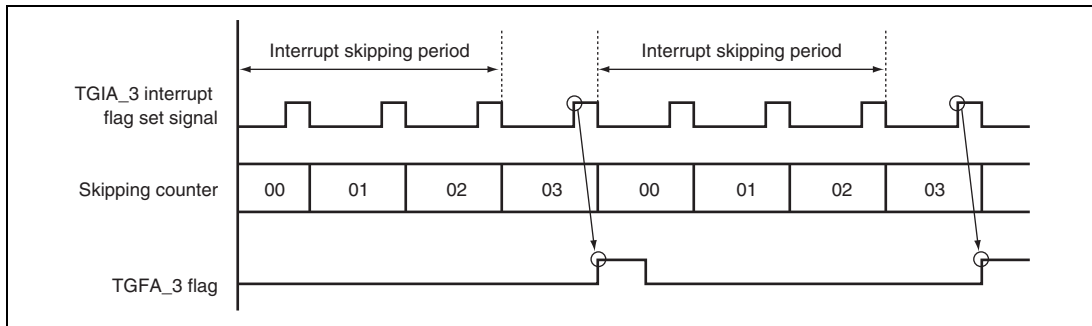 Interrupt skipping period
Interrupt skipping period
TGIA_3 interrupt
flag set signal
Skipping counter
00
01
02
03
00
01
02
03
TGFA_3 flag